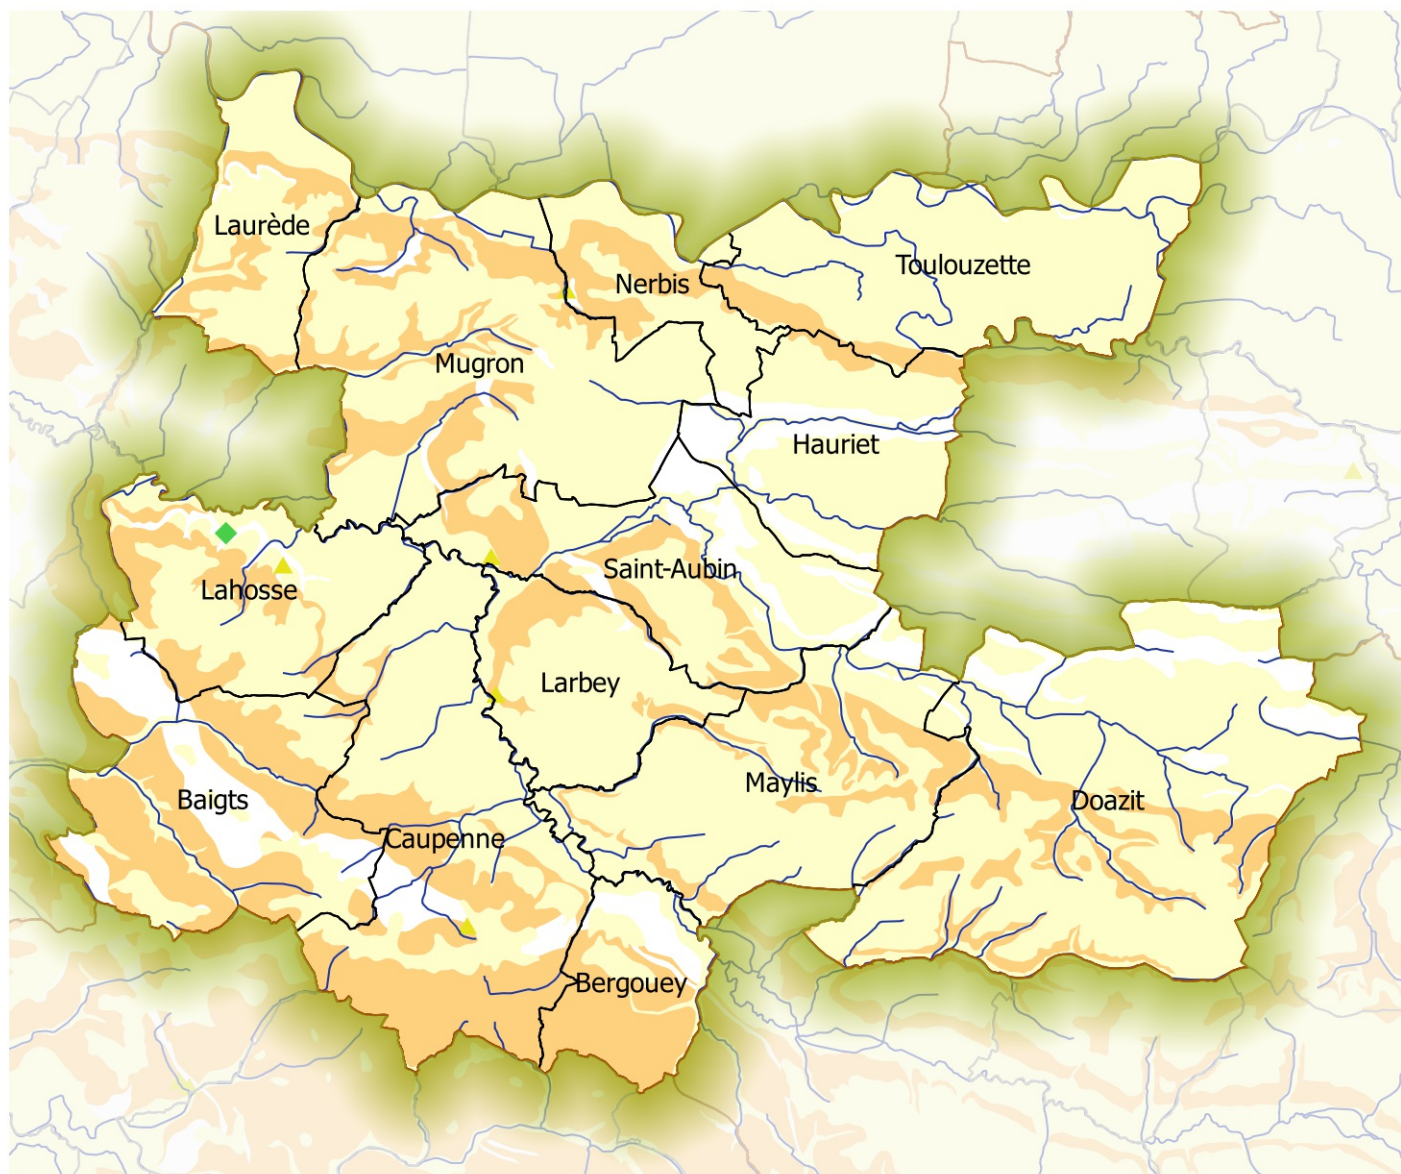 Laurède
Toulouzette
Nerbis
Mugron
Hauriet
Saint-Aubin
Lahosse
Larbey
Maylis
Baigts
Doazit
Caupenne
Bergouey